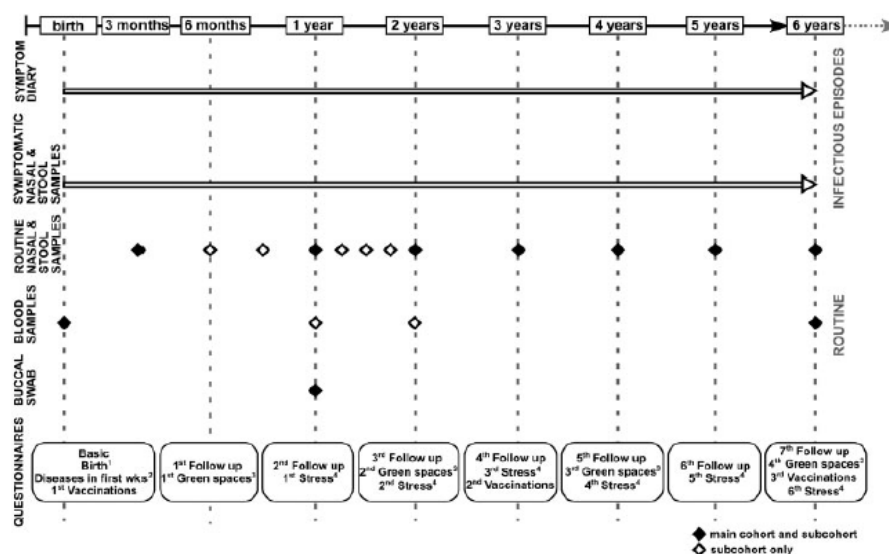 birth 3 months 6 months 1 year 2 years 3 years 4 years 5 years 6 years
SYMPTOM
DIARY
SYMPTOMATIC
NASAL &
STOOL
SAMPLES
ROUTINE
NASAL &
STOOL
SAMPLES
BLOOD
SAMPLES
BUCCAL
SWAB
QUESTIONNAIRES
INFECTIOUS EPISODES
ROUTINE
Basic
Birth¹
Diseases in first wks²
1st Vaccinations
1st Follow up
1st Green spaces³
2nd Follow up
1st Stress⁴
3rd Follow up
2nd Green spaces³
2nd Stress⁴
4th Follow up
3rd Stress⁴
2nd Vaccinations
5th Follow up
3rd Green spaces³
4th Stress⁴
6th Follow up
5th Stress⁴
7th Follow up
4th Green spaces³
3rd Vaccinations
6th Stress⁴
main cohort and subcohort
subcohort only